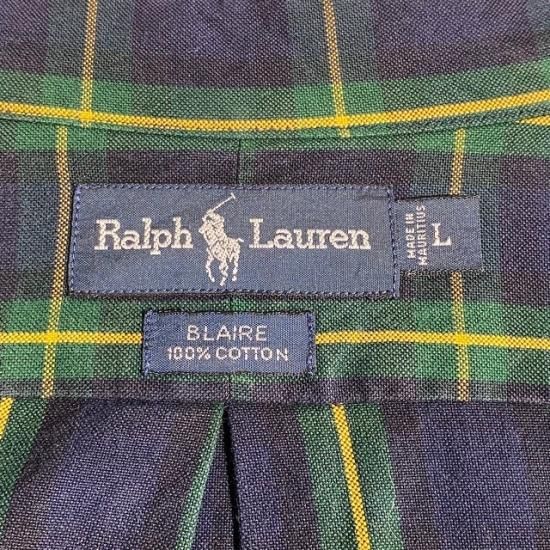 Ralph Lauren
MADE IN
MAURITIUS
L
BLAIRE
100% COTTON